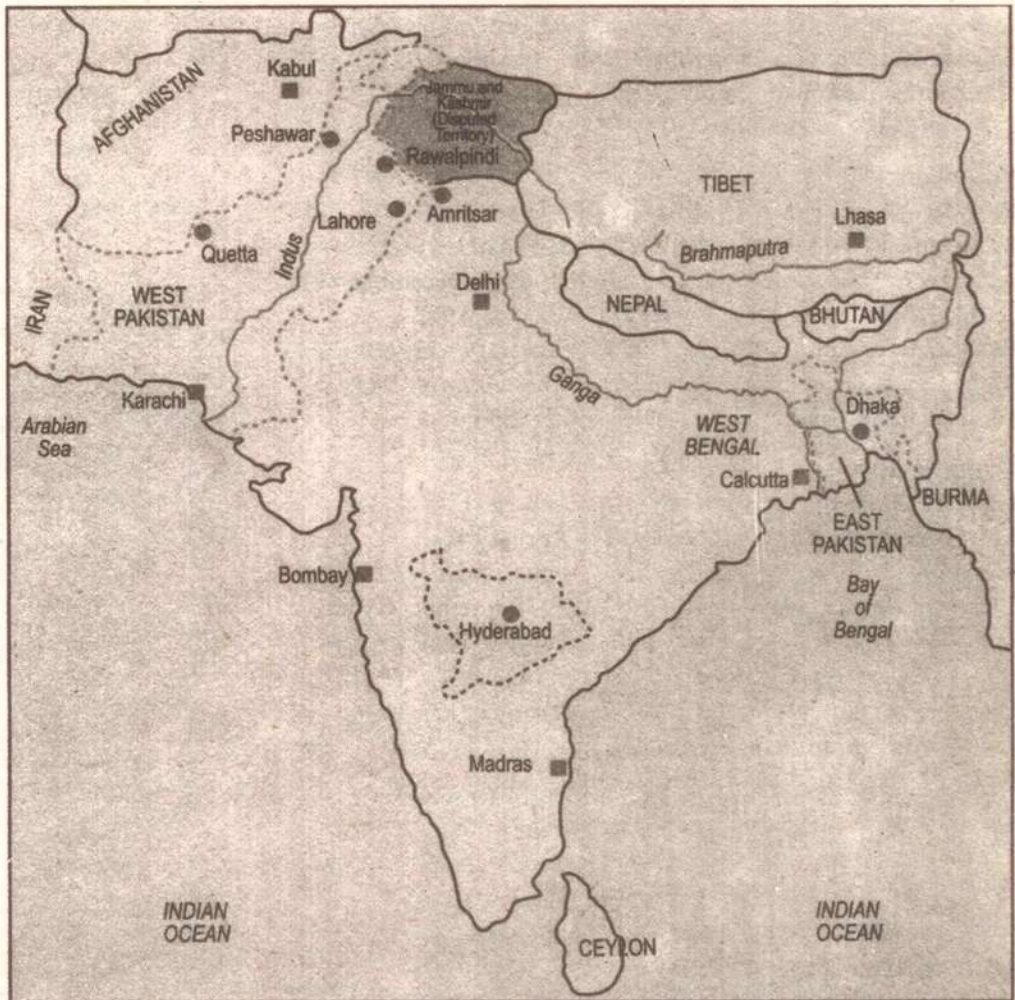 Kabul
AFGHANISTAN
Jammu and
Kashmir
(Disputed
Territory)
Peshawar
Rawalpindi
TIBET
Lahore
Amritsar
Lhasa
Quetta
Indus
Brahmaputra
Delhi
WEST
PAKISTAN
NEPAL
IRAN
BHUTAN
Karachi
Ganga
Dhaka
Arabian
Sea
WEST
BENGAL
Calcutta
BURMA
EAST
PAKISTAN
Bombay
Bay
of
Bengal
Hyderabad
Madras
INDIAN
OCEAN
INDIAN
OCEAN
CEYLON